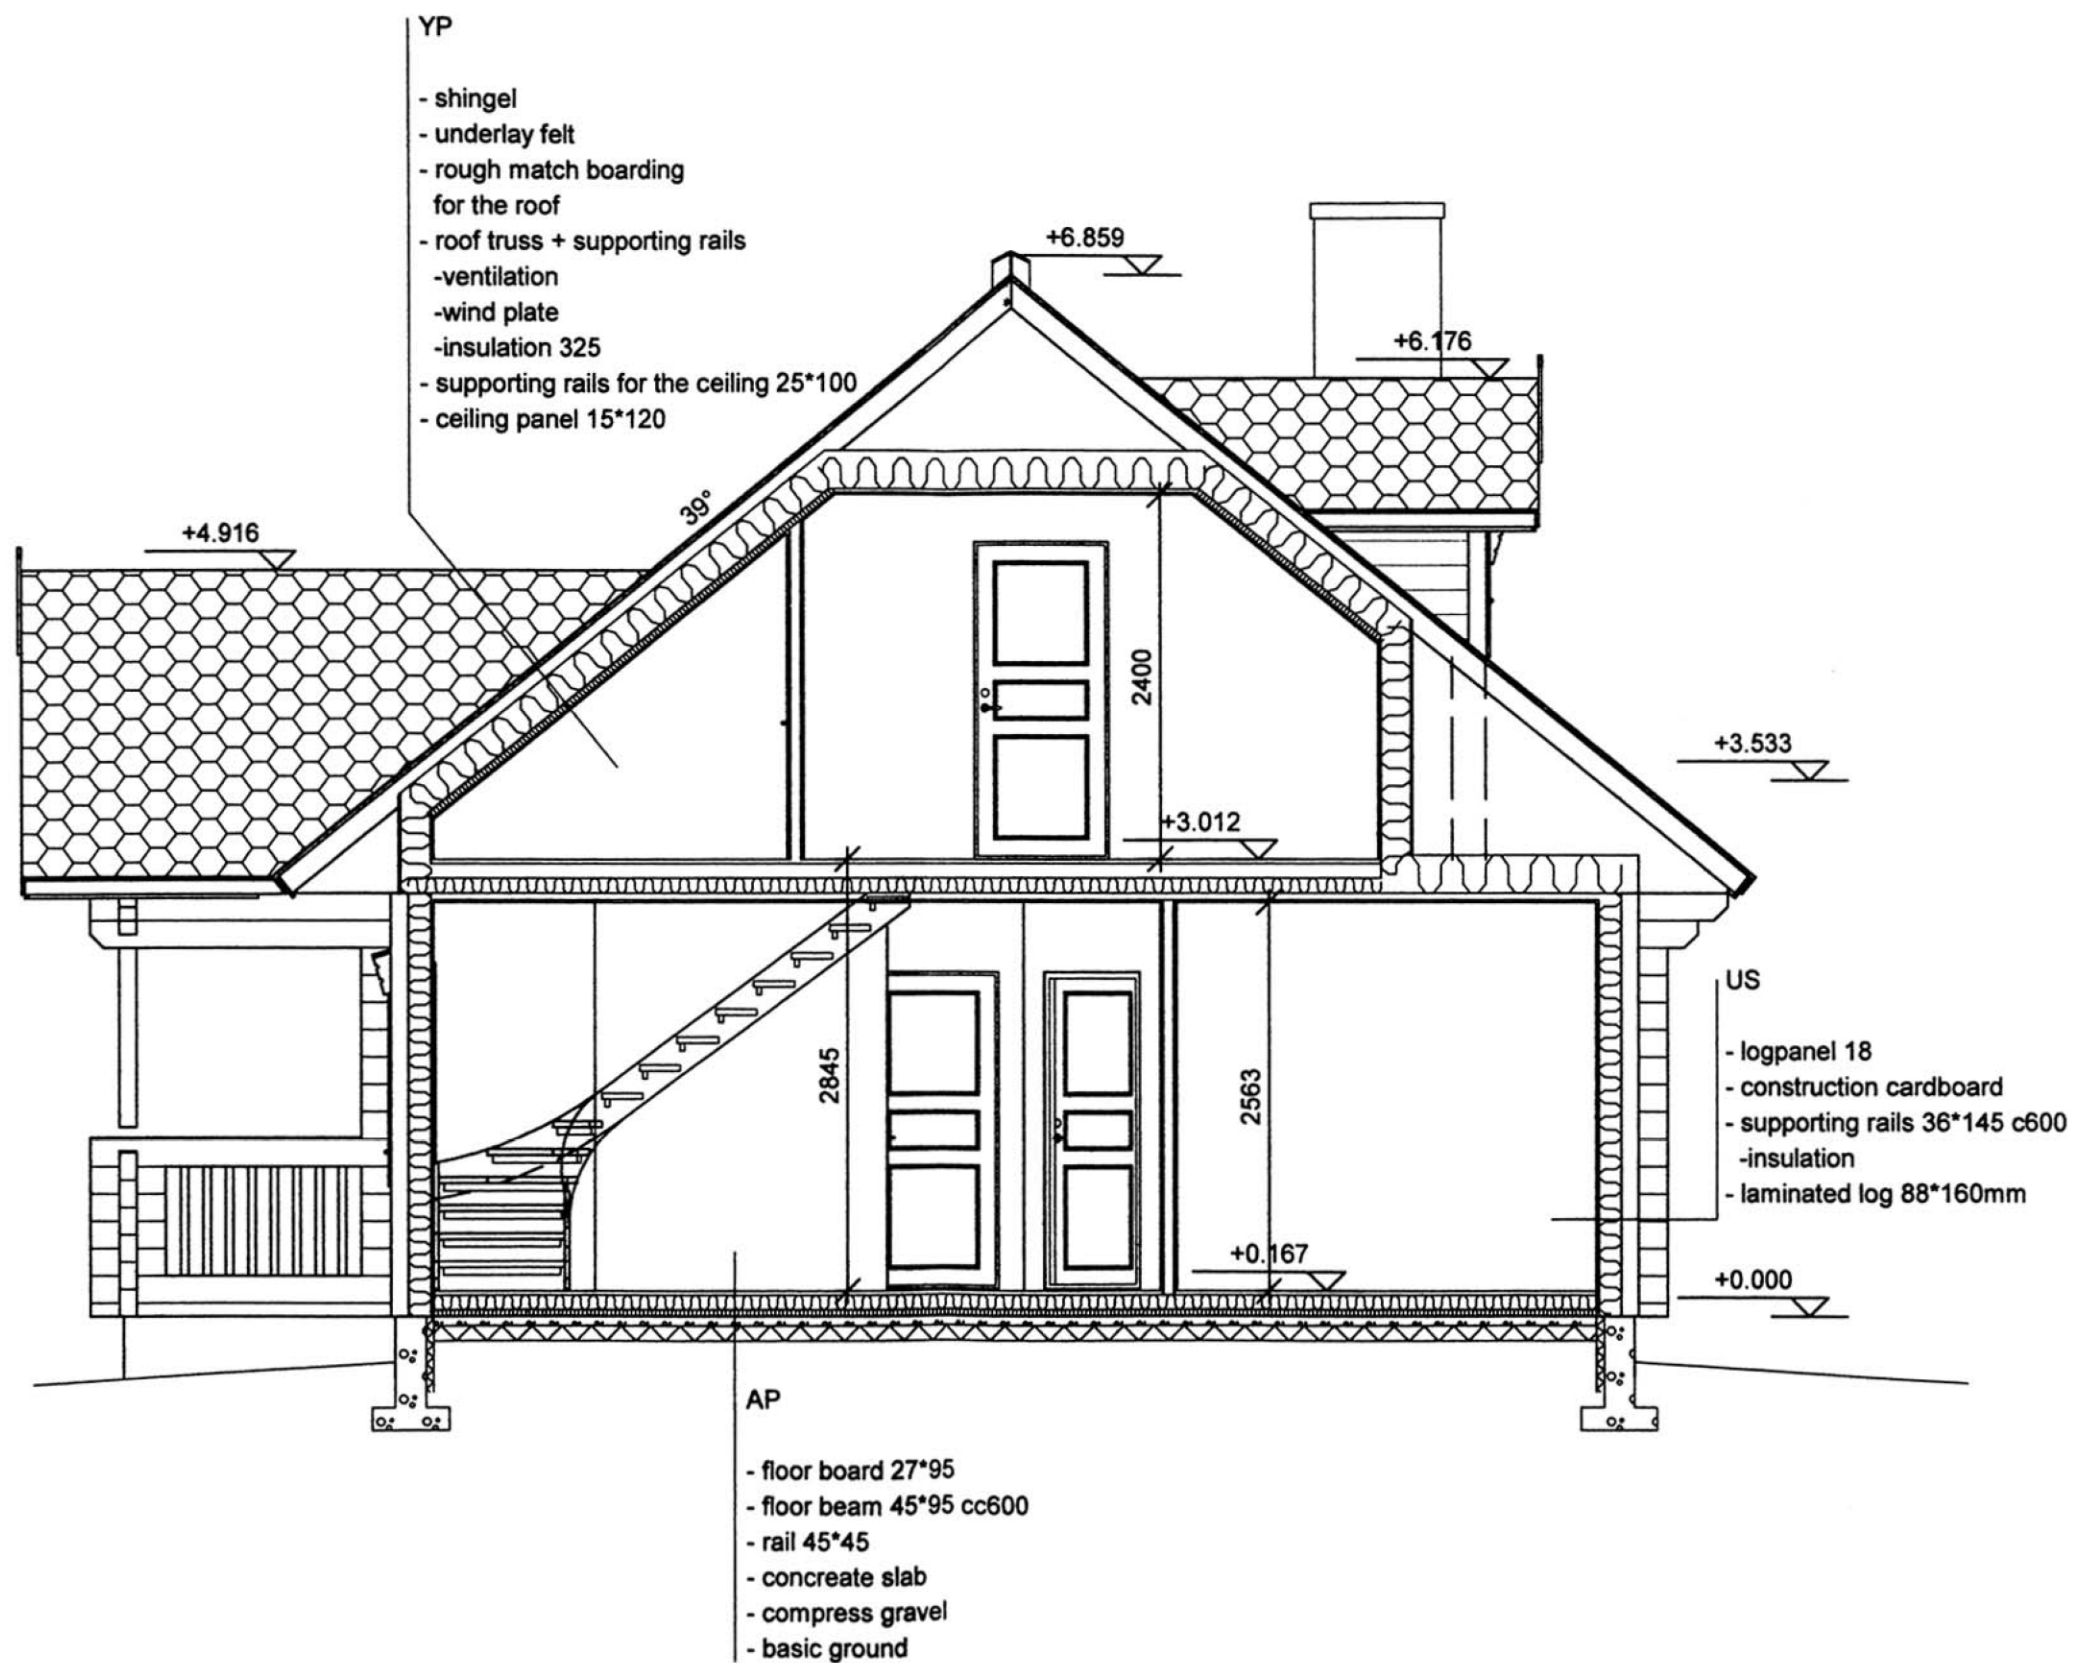 YP
- shingel
- underlay felt
- rough match boarding
for the roof
- roof truss + supporting rails
-ventilation
-wind plate
-insulation 325
- supporting rails for the ceiling 25*100
- ceiling panel 15*120
+6.859
+6.176
39°
+4.916
2400
+3.533
+3.012
2845
2563
US
- logpanel 18
- construction cardboard
- supporting rails 36*145 c600
-insulation
- laminated log 88*160mm
+0.167
+0.000
AP
- floor board 27*95
- floor beam 45*95 cc600
- rail 45*45
- concreate slab
- compress gravel
- basic ground